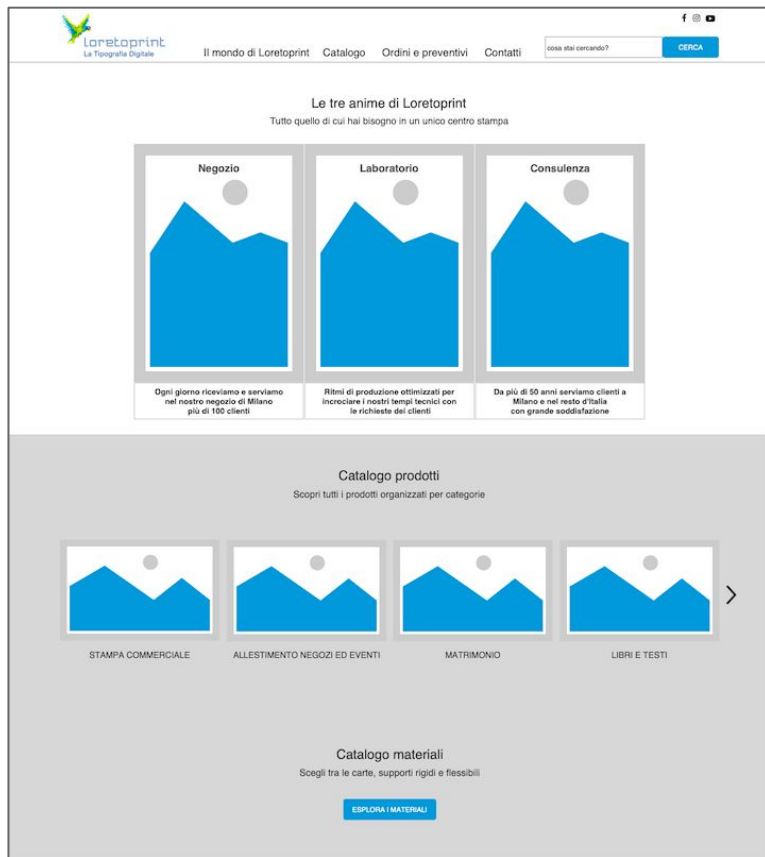 loretoprint
La Tipografia Digitale
Il mondo di Loretoprint Catalogo Ordini e preventivi Contatti
cosa stai cercando?
CERCA
Le tre anime di Loretoprint
Tutto quello di cui hai bisogno in un unico centro stampa
Negozio
Ogni giorno riceviamo e serviamo
nel nostro negozio di Milano
più di 100 clienti
Laboratorio
Ritmi di produzione ottimizzati per
incrociare i nostri tempi tecnici con
le richieste dei clienti
Consulenza
Da più di 50 anni serviamo clienti a
Milano e nel resto d'Italia
con grande soddisfazione
Catalogo prodotti
Scopri tutti i prodotti organizzati per categorie
STAMPA COMMERCIALE
ALLESTIMENTO NEGOZI ED EVENTI
MATRIMONIO
LIBRI E TESTI
Catalogo materiali
Scegli tra le carte, supporti rigidi e flessibili
ESPLORA I MATERIALI